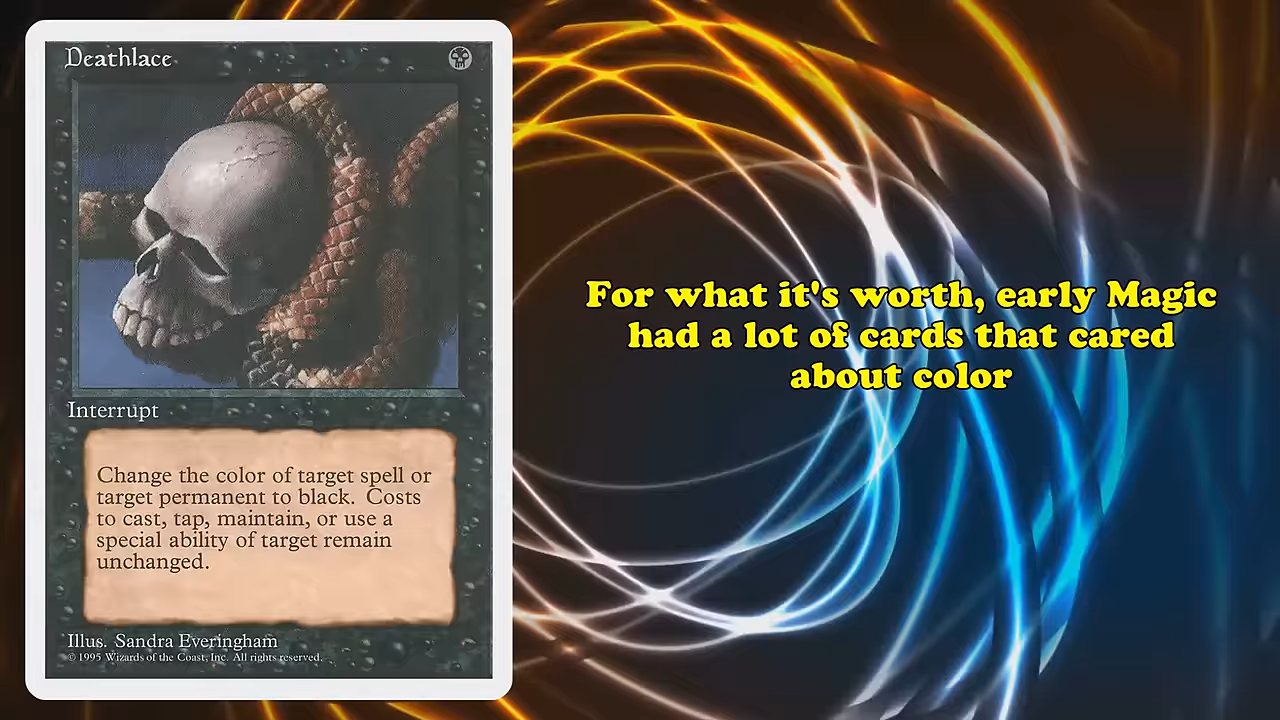 Deathlace
Interrupt
Change the color of target spell or
target permanent to black. Costs
to cast, tap, maintain, or use a
special ability of target remain
unchanged.
Illus. Sandra Everingham
© 1995 Wizards of the Coast, Inc. All rights reserved.
For what it's worth, early Magic
had a lot of cards that cared
about color